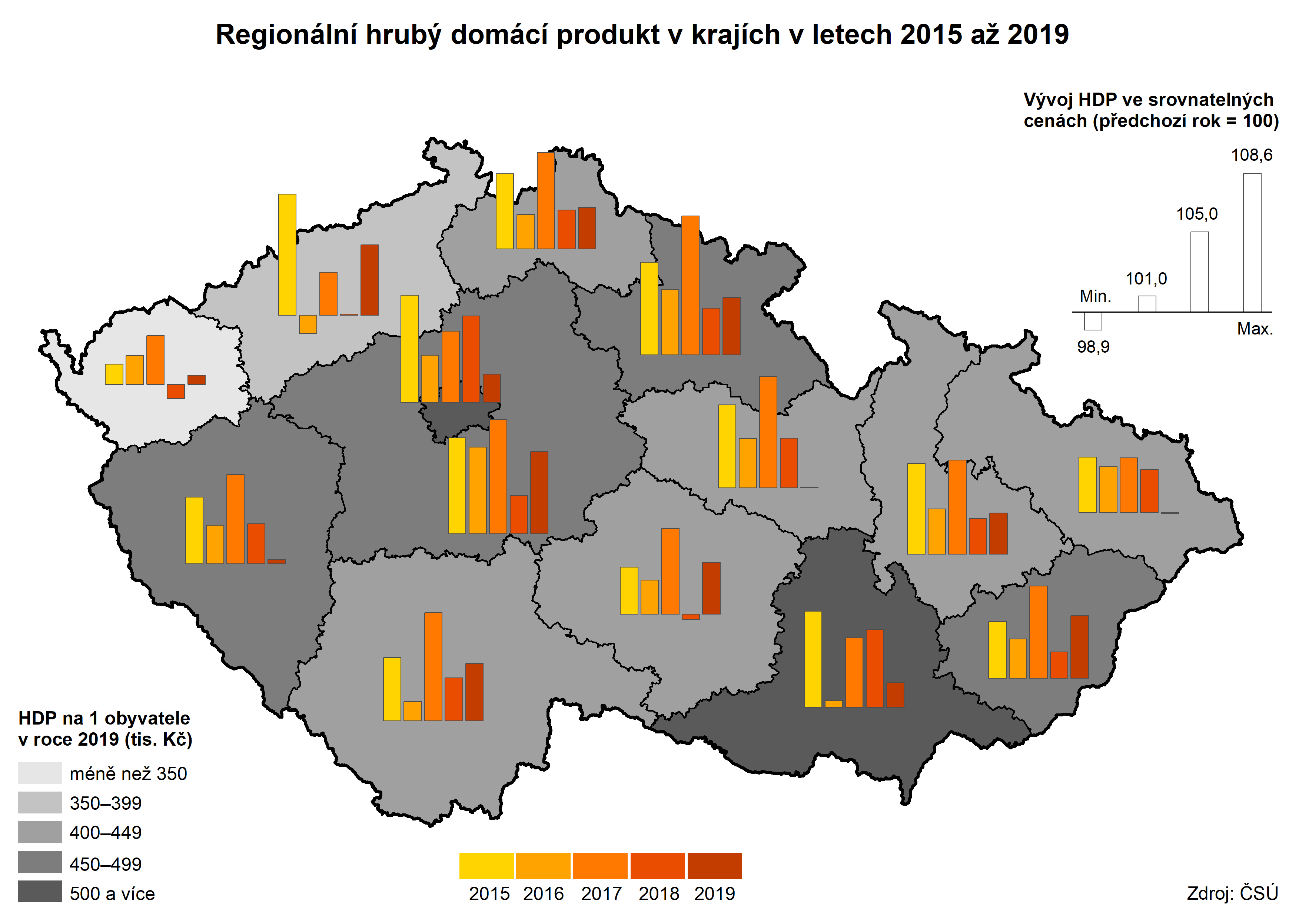 Regionální hrubý domácí produkt v krajích v letech 2015 až 2019
Vývoj HDP ve srovnatelných
cenách (předchozí rok = 100)
108,6
105,0
101,0
Min.
Max.
98,9
HDP na 1 obyvatele
v roce 2019 (tis. Kč)
méně než 350
350–399
400–449
450–499
500 a více
2015 2016 2017 2018 2019
Zdroj: ČSÚ